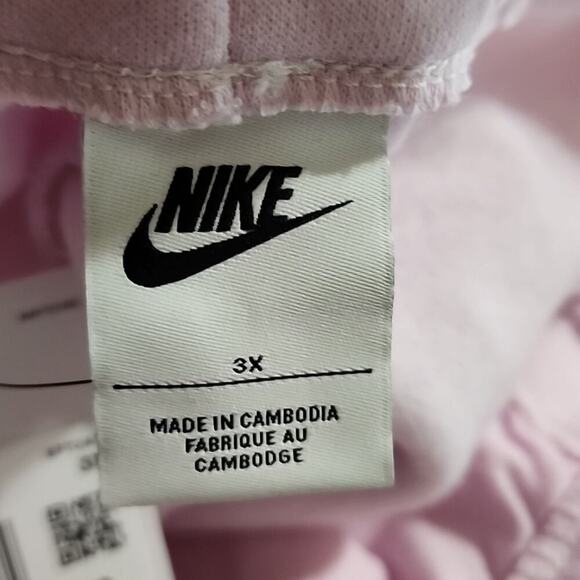 NIKE
3X
MADE IN CAMBODIA
FABRIQUE AU
CAMBODGE